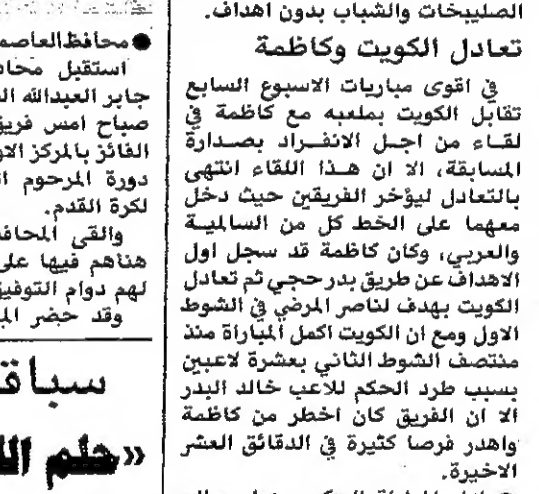 الصليبخات والشباب بدون اهداف.
تعادل الكويت وكاظمة
في اقوى مباريات الاسبوع السابع
تقابل الكويت بملعبه مع كاظمة في
لقاء من اجل الانفراد بصدارة
المسابقة، الا ان هذا اللقاء انتهى
بالتعادل ليؤخر الفريقين حيث دخل
معهما على الخط كل من السالمية
والعربي، وكان كاظمة قد سجل اول
الاهداف عن طريق بدر حجي ثم تعادل
الكويت بهدف لناصر المرضي في الشوط
الاول ومع ان الكويت اكمل المباراة منذ
منتصف الشوط الثاني بعشرة لاعبين
بسبب طرد الحكم للاعب خالد البدر
الا ان الفريق كان اخطر من كاظمة
واهدر فرصا كثيرة في الدقائق العشر
الاخيرة.
● محافظ العاصم
استقبل محاف
جابر العبدالله ال
صباح امس فريق
الفائز بالمركز الاو
دورة المرحوم ا
لكرة القدم.
والقى المحاف
هناهم فيها على
لهم دوام التوفيق
وقد حضر الم
سباق
«حلم ال